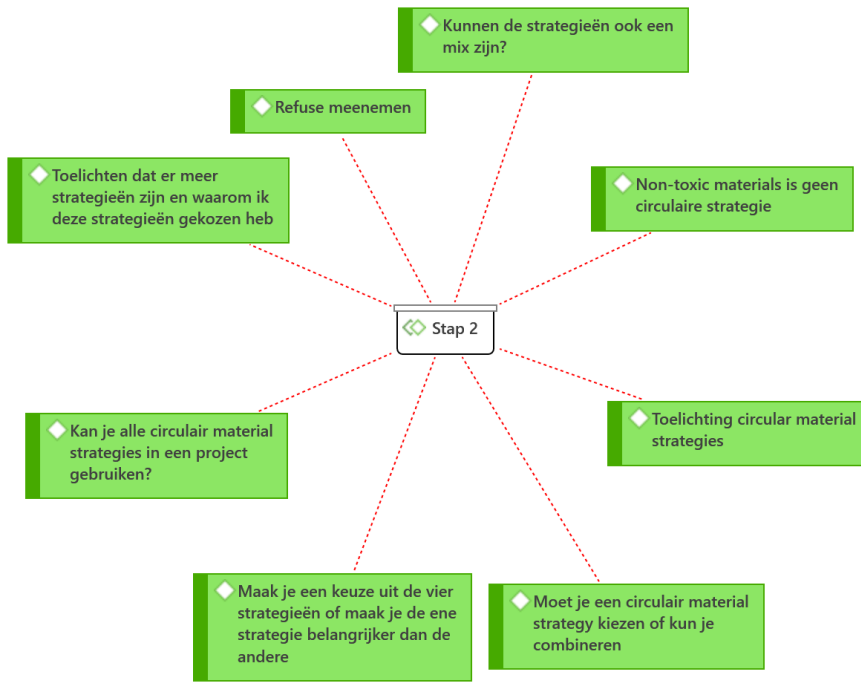 Kunnen de strategieën ook een
mix zijn?
Refuse meenemen
Toelichten dat er meer
strategieën zijn en waarom ik
deze strategieën gekozen heb
Non-toxic materials is geen
circulaire strategie
Stap 2
Kan je alle circulair material
strategies in een project
gebruiken?
Toelichting circular material
strategies
Maak je een keuze uit de vier
strategieën of maak je de ene
strategie belangrijker dan de
andere
Moet je een circulair material
strategy kiezen of kun je
combineren